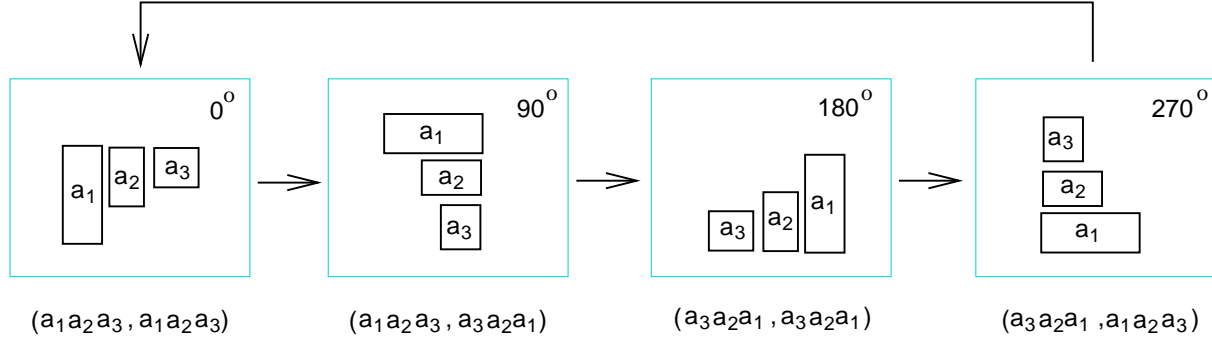 0° 90° 180° 270°
a₁ a₂ a₃
a₁
a₂
a₃
a₃ a₂ a₁
a₃
a₂
a₁
(a₁a₂a₃, a₁a₂a₃) (a₁a₂a₃, a₃a₂a₁) (a₃a₂a₁, a₃a₂a₁) (a₃a₂a₁, a₁a₂a₃)